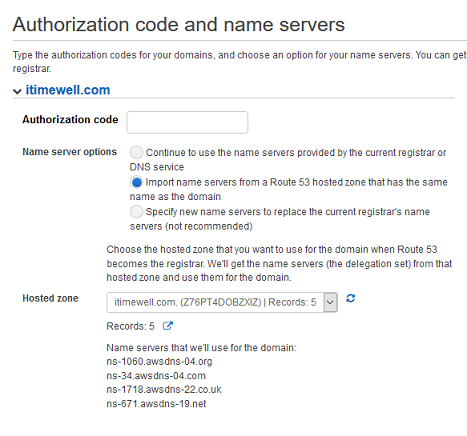 Authorization code and name servers
Type the authorization codes for your domains, and choose an option for your name servers. You can get
registrar.
itimewell.com
Authorization code
Name server options
Continue to use the name servers provided by the current registrar or
DNS service
Import name servers from a Route 53 hosted zone that has the same
name as the domain
Specify new name servers to replace the current registrar's name
servers (not recommended)
Choose the hosted zone that you want to use for the domain when Route 53
becomes the registrar. We'll get the name servers (the delegation set) from that
hosted zone and use them for the domain.
Hosted zone
itimewell.com. (Z76PT4DOBZXIZ) | Records: 5
Records: 5
Name servers that we'll use for the domain:
ns-1060.awsdns-04.org
ns-34.awsdns-04.com
ns-1718.awsdns-22.co.uk
ns-671.awsdns-19.net